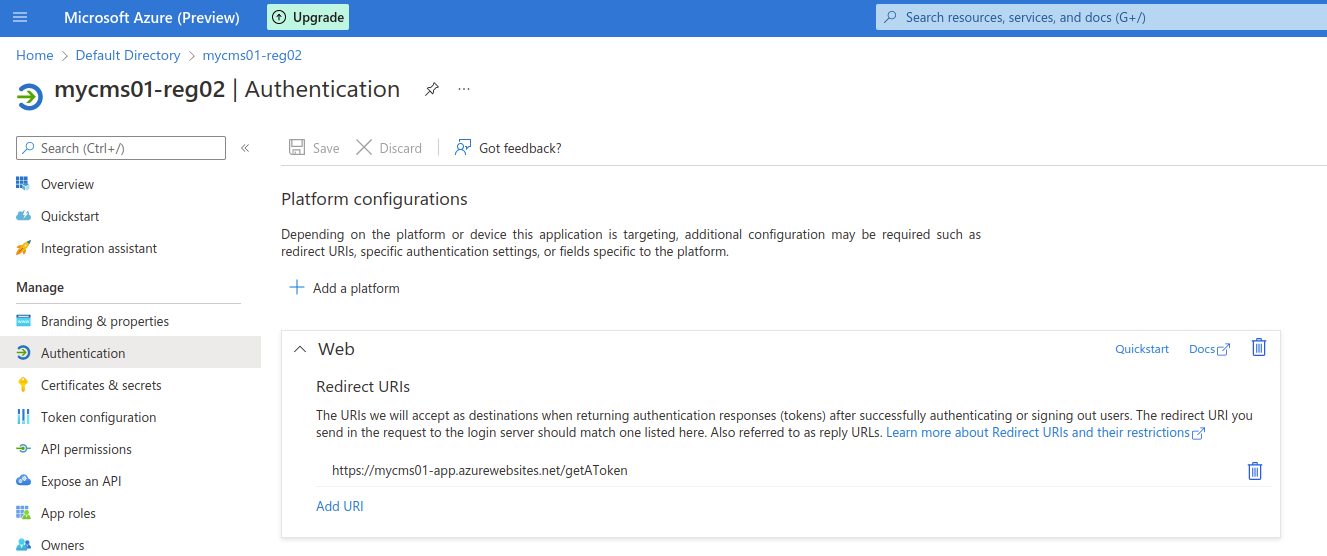 Microsoft Azure (Preview)
Upgrade
Search resources, services, and docs (G+/)
Home > Default Directory > mycms01-reg02
mycms01-reg02 | Authentication
Search (Ctrl+/)
«
Save
Discard
Got feedback?
Overview
Quickstart
Integration assistant
Manage
Branding & properties
Authentication
Certificates & secrets
Token configuration
API permissions
Expose an API
App roles
Owners
Platform configurations
Depending on the platform or device this application is targeting, additional configuration may be required such as
redirect URIs, specific authentication settings, or fields specific to the platform.
Add a platform
Web
Quickstart
Docs
Redirect URIs
The URIs we will accept as destinations when returning authentication responses (tokens) after successfully authenticating or signing out users. The redirect URI you
send in the request to the login server should match one listed here. Also referred to as reply URLs. Learn more about Redirect URIs and their restrictions
https://mycms01-app.azurewebsites.net/getAToken
Add URI